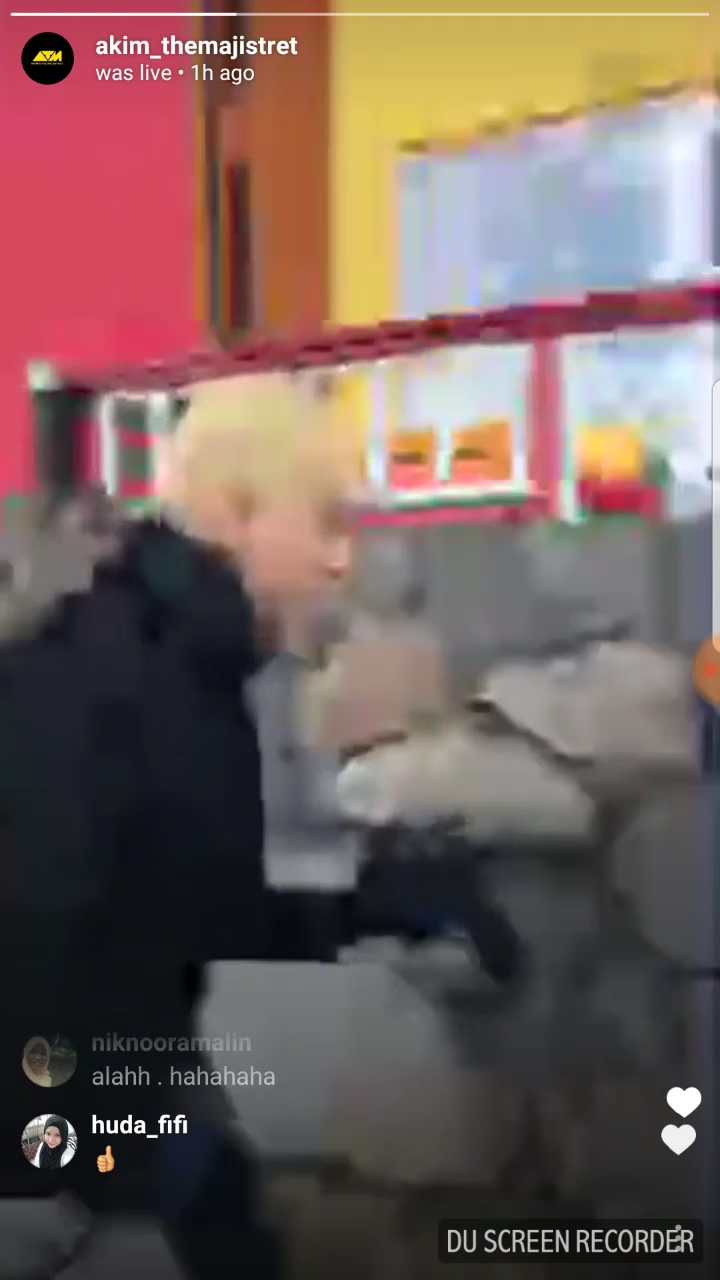 akim_themajistret
was live • 1h ago
niknooramalin
alahh . hahahaha
huda_fifi
👍
DU SCREEN RECORDER